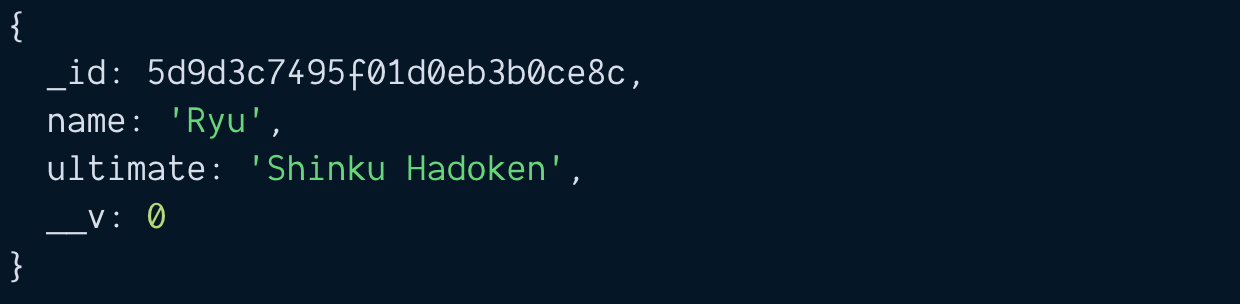 {
_id: 5d9d3c7495f01d0eb3b0ce8c,
name: 'Ryu',
ultimate: 'Shinku Hadoken',
__v: 0
}